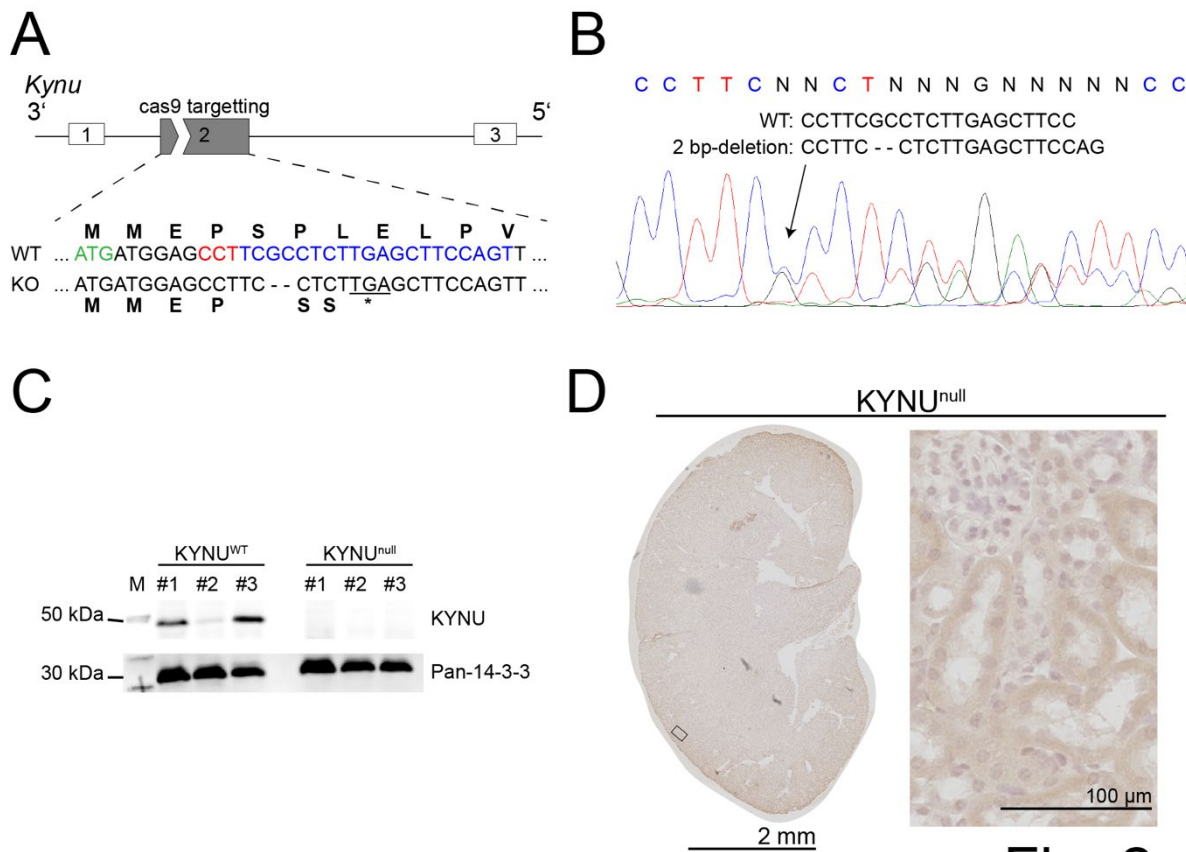 A
Kynu
3‘ 5‘
cas9 targetting
1 2 3
M M E P S P L E L P V
WT ... ATGATGGAGCCTTCGCCTCTTGAGCTTCCAGTT ...
KO ... ATGATGGAGCCTTC - - CTCTTGAGCTTCCAGTT ...
M M E P S S *
B
C C T T C N N C T N N N G N N N N N C C
WT: CCTTCGCCTCTTGAGCTTCC
2 bp-deletion: CCTTC - - CTCTTGAGCTTCCAG
C
KYNUWT KYNUnull
M #1 #2 #3 #1 #2 #3
50 kDa KYNU
30 kDa Pan-14-3-3
D
KYNUnull
100 µm
2 mm